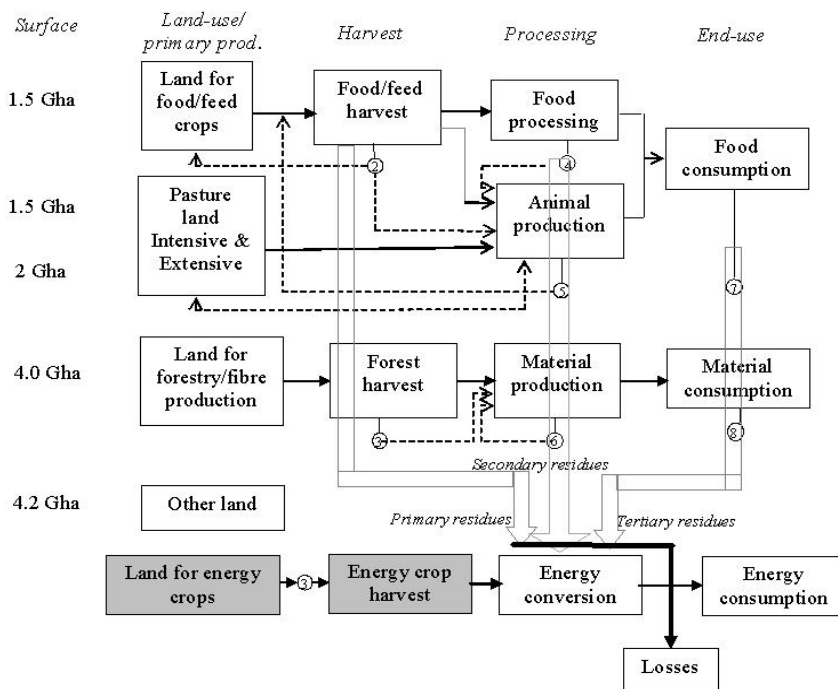 Surface
Land-use/
primary prod.
Harvest
Processing
End-use
1.5 Gha
Land for
food/feed
crops
Food/feed
harvest
Food
processing
Food
consumption
②
④
1.5 Gha
2 Gha
Pasture
land
Intensive &
Extensive
Animal
production
⑤
⑦
4.0 Gha
Land for
forestry/fibre
production
Forest
harvest
Material
production
Material
consumption
③
⑥
⑧
Secondary residues
4.2 Gha
Other land
Primary residues
Tertiary residues
Land for energy
crops
③
Energy crop
harvest
Energy
conversion
Energy
consumption
Losses